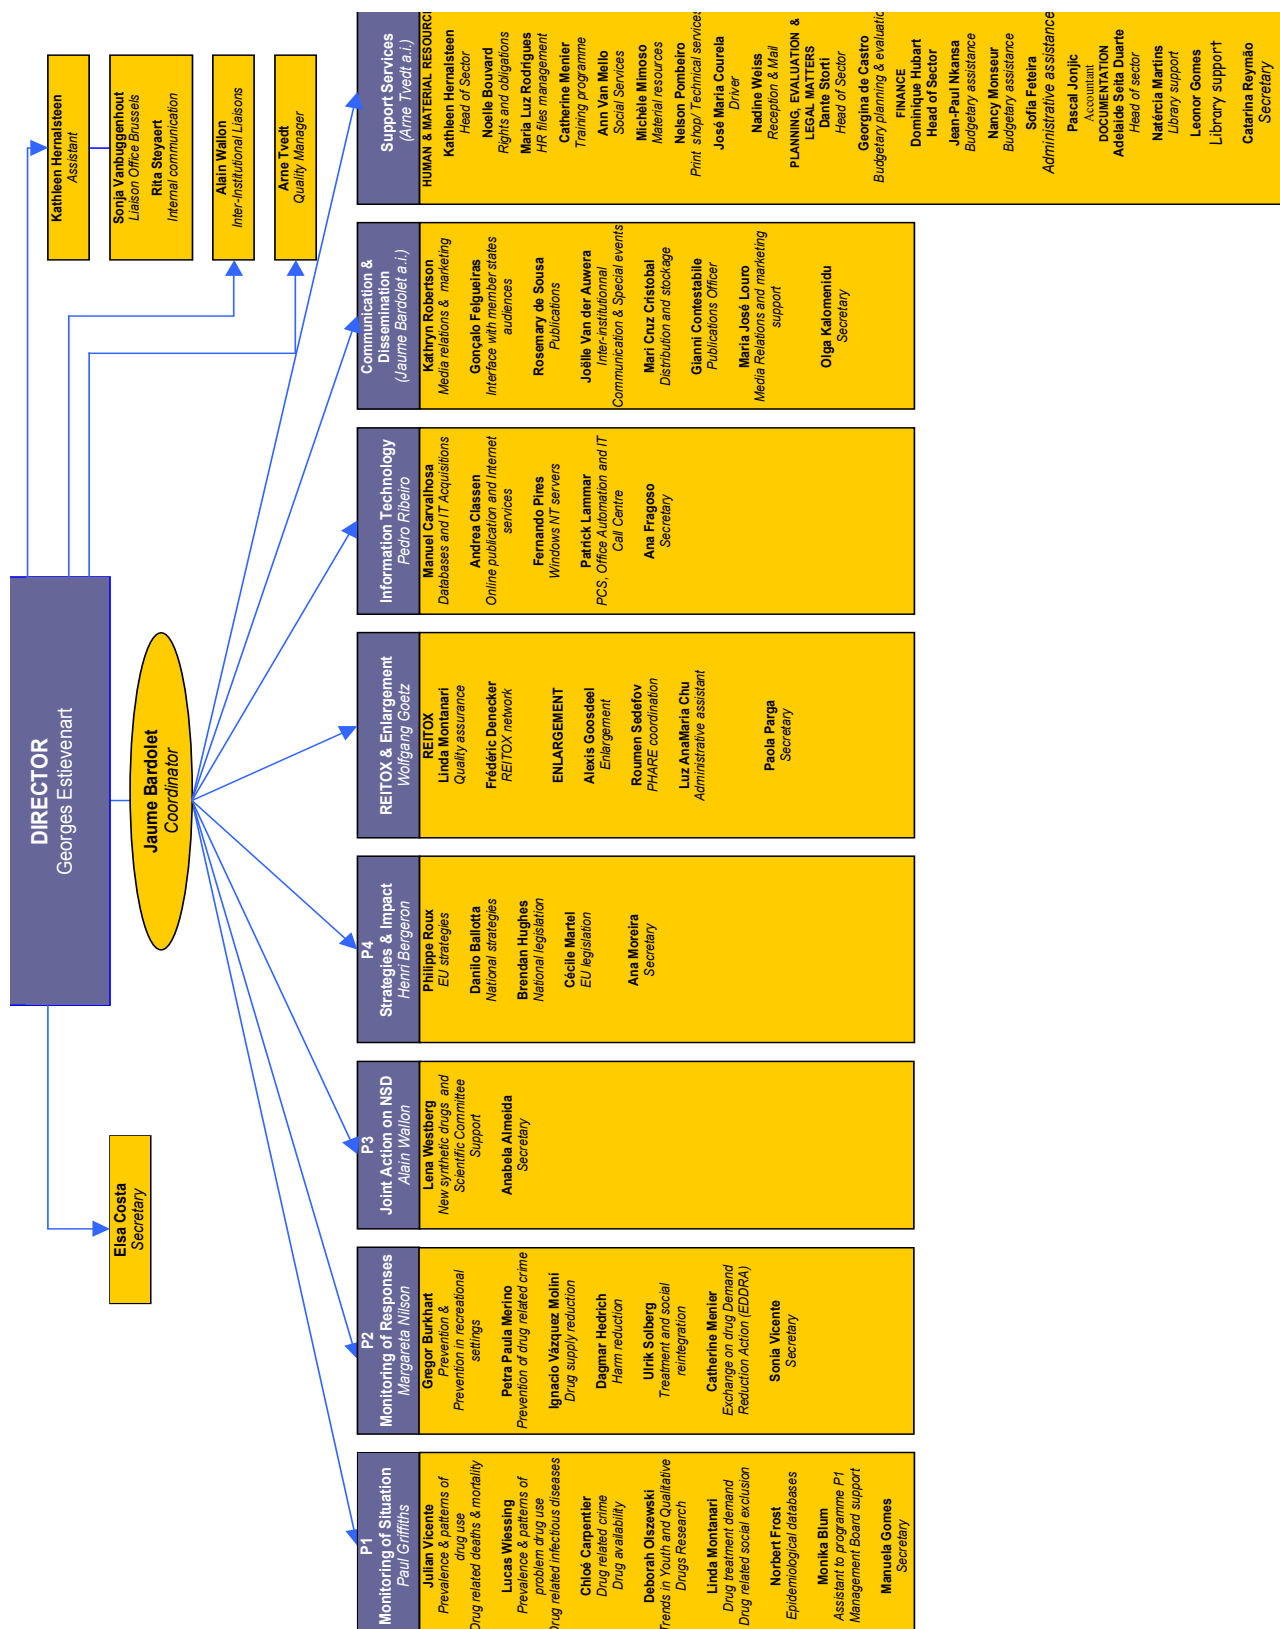 DIRECTOR
Georges Estievenart
Jaume Bardolet
Coordinator
Elsa Costa
Secretary
Kathleen Hernalsteen
Assistant
Sonja Vanbuggenhout
Liaison Office Brussels
Rita Steyaert
Internal communication
Alain Wallon
Inter-Institutional Liaisons
Arne Tvedt
Quality Manager
P1
Monitoring of Situation
Paul Griffiths
Julian Vicente
Prevalence & patterns of
drug use
Drug related deaths & mortality
Lucas Wiessing
Prevalence & patterns of
problem drug use
Drug related infectious diseases
Chloé Carpentier
Drug related crime
Drug availability
Deborah Olszewski
Trends in Youth and Qualitative
Drugs Research
Linda Montanari
Drug treatment demand
Drug related social exclusion
Norbert Frost
Epidemiological databases
Monika Blum
Assistant to programme P1
Management Board support
Manuela Gomes
Secretary
P2
Monitoring of Responses
Margareta Nilson
Gregor Burkhart
Prevention &
Prevention in recreational
settings
Petra Paula Merino
Prevention of drug related crime
Ignacio Vázquez Molini
Drug supply reduction
Dagmar Hedrich
Harm reduction
Ulrik Solberg
Treatment and social
reintegration
Catherine Menier
Exchange on drug Demand
Reduction Action (EDDRA)
Sonia Vicente
Secretary
P3
Joint Action on NSD
Alain Wallon
Lena Westberg
New synthetic drugs and
Scientific Committee
Support
Anabela Almeida
Secretary
P4
Strategies & Impact
Henri Bergeron
Philippe Roux
EU strategies
Danilo Ballotta
National strategies
Brendan Hughes
National legislation
Cécile Martel
EU legislation
Ana Moreira
Secretary
REITOX & Enlargement
Wolfgang Goetz
REITOX
Linda Montanari
Quality assurance
Frédéric Denecker
REITOX network
ENLARGEMENT
Alexis Goosdeel
Enlargement
Roumen Sedefov
PHARE coordination
Luz AnaMaria Chu
Administrative assistant
Paola Parga
Secretary
Information Technology
Pedro Ribeiro
Manuel Carvalhosa
Databases and IT Acquisitions
Andrea Classen
Online publication and Internet
services
Fernando Pires
Windows NT servers
Patrick Lammar
PCS, Office Automation and IT
Call Centre
Ana Fragoso
Secretary
Communication &
Dissemination
(Jaume Bardolet a.i.)
Kathryn Robertson
Media relations & marketing
Gonçalo Felgueiras
Interface with member states
audiences
Rosemary de Sousa
Publications
Joëlle Van der Auwera
Inter-institutionnal
Communication & Special events
Mari Cruz Cristobal
Distribution and stockage
Gianni Contestabile
Publications Officer
Maria José Louro
Media Relations and marketing
support
Olga Kalomenidu
Secretary
Support Services
(Arne Tvedt a.i.)
HUMAN & MATERIAL RESOURC
Kathleen Hernalsteen
Head of Sector
Noelle Bouvard
Rights and obligations
Maria Luz Rodrigues
HR files management
Catherine Menier
Training programme
Ann Van Mello
Social Services
Michèle Mimoso
Material resources
Nelson Pombeiro
Print shop/ Technical services
José Maria Courela
Driver
Nadine Weiss
Reception & Mail
PLANNING, EVALUATION &
LEGAL MATTERS
Dante Storti
Head of Sector
Georgina de Castro
Budgetary planning & evaluatio
FINANCE
Dominique Hubart
Head of Sector
Jean-Paul Nkansa
Budgetary assistance
Nancy Monseur
Budgetary assistance
Sofia Feteira
Administrative assistance
Pascal Jonjic
Accountant
DOCUMENTATION
Adelaide Seita Duarte
Head of sector
Natércia Martins
Library support
Leonor Gomes
Library support
Catarina Reymão
Secretary